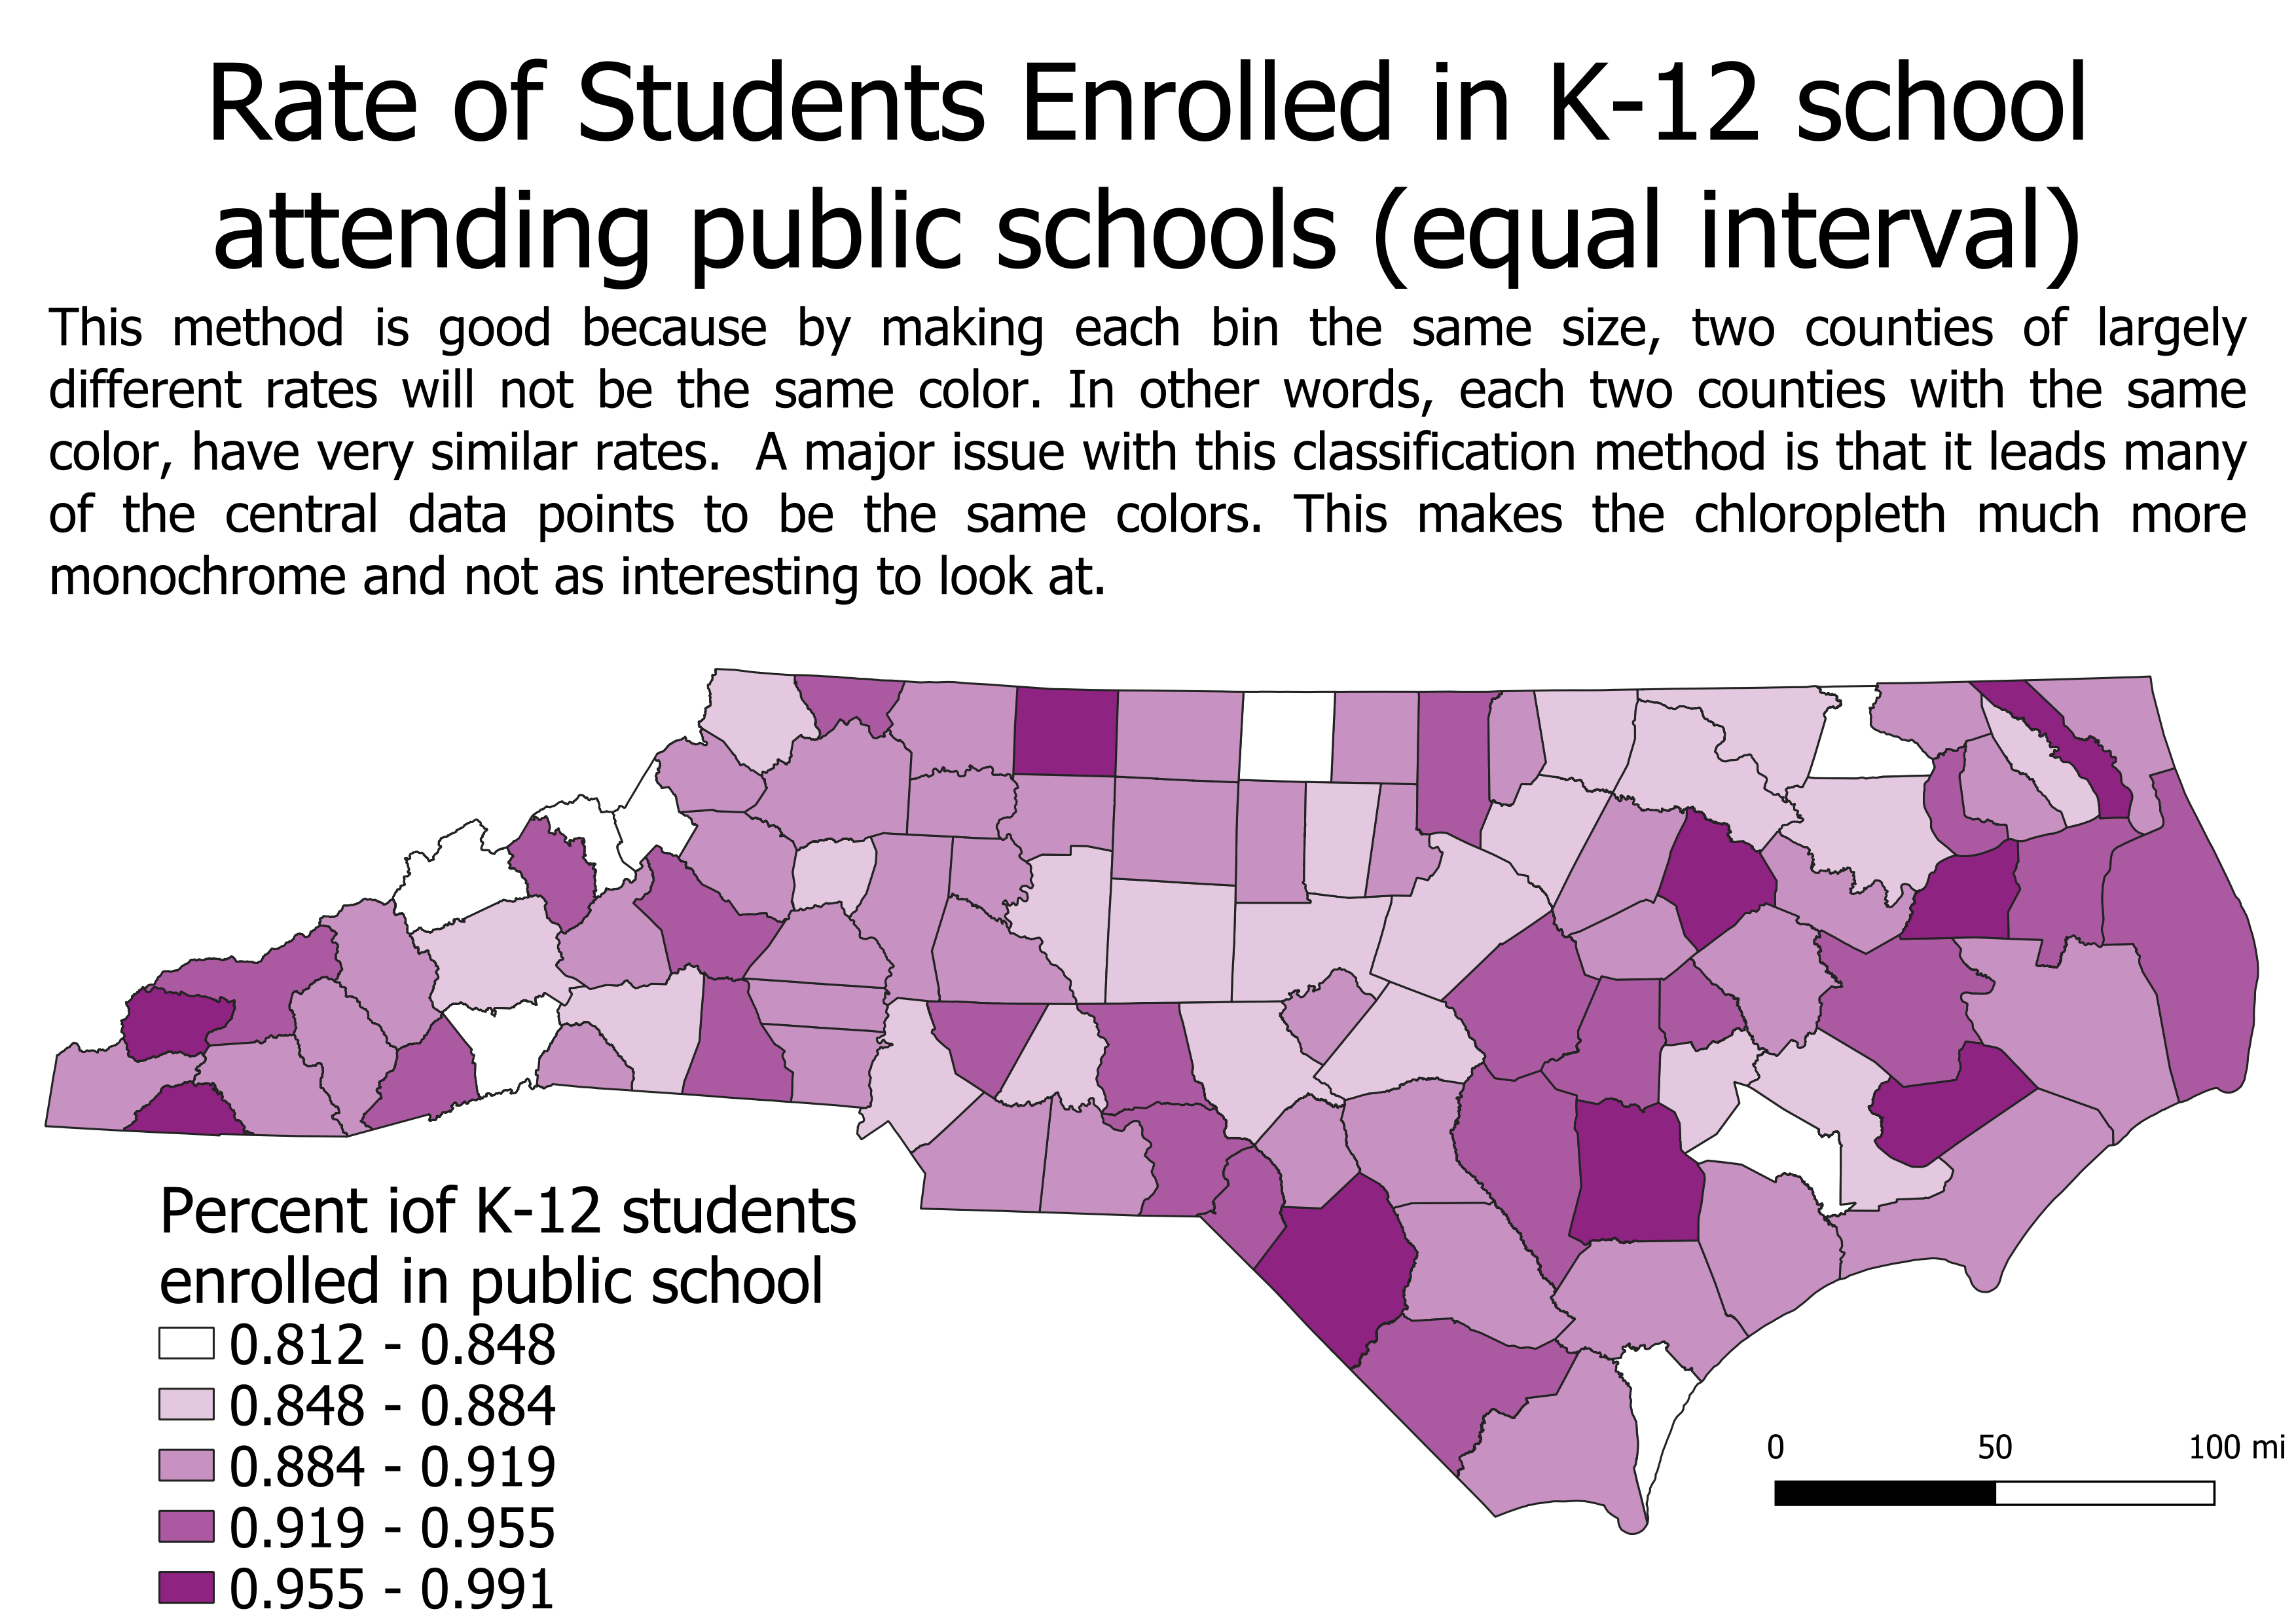 Rate of Students Enrolled in K-12 school
attending public schools (equal interval)
This method is good because by making each bin the same size, two counties of largely
different rates will not be the same color. In other words, each two counties with the same
color, have very similar rates.  A major issue with this classification method is that it leads many
of the central data points to be the same colors. This makes the chloropleth much more
monochrome and not as interesting to look at.
Percent iof K-12 students
enrolled in public school
0.812 - 0.848
0.848 - 0.884
0.884 - 0.919
0.919 - 0.955
0.955 - 0.991
0 50 100 mi